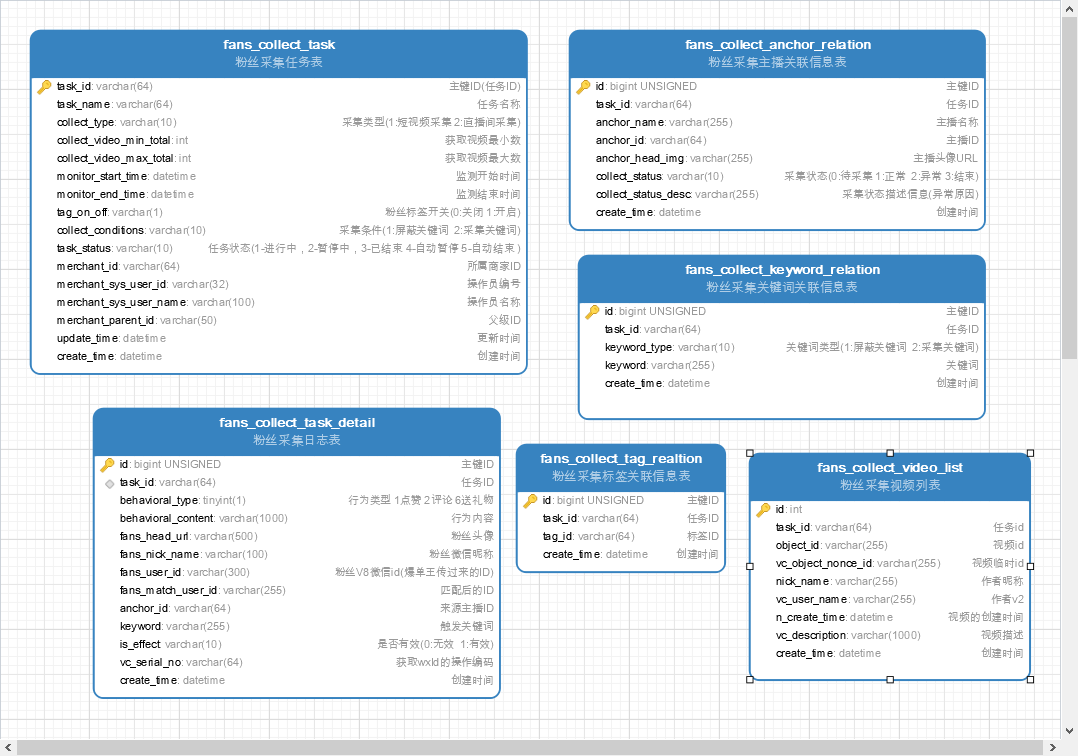 fans_collect_task
粉丝采集任务表
task_id: varchar(64) 主键ID(任务ID)
task_name: varchar(64) 任务名称
collect_type: varchar(10) 采集类型(1:短视频采集 2:直播间采集)
collect_video_min_total: int 获取视频最小数
collect_video_max_total: int 获取视频最大数
monitor_start_time: datetime 监测开始时间
monitor_end_time: datetime 监测结束时间
tag_on_off: varchar(1) 粉丝标签开关(0:关闭 1:开启)
collect_conditions: varchar(10) 采集条件(1:屏蔽关键词 2:采集关键词)
task_status: varchar(10) 任务状态(1-进行中，2-暂停中，3-已结束 4-自动暂停 5-自动结束)
merchant_id: varchar(64) 所属商家ID
merchant_sys_user_id: varchar(32) 操作员编号
merchant_sys_user_name: varchar(100) 操作员名称
merchant_parent_id: varchar(50) 父级ID
update_time: datetime 更新时间
create_time: datetime 创建时间
fans_collect_anchor_relation
粉丝采集主播关联信息表
id: bigint UNSIGNED 主键ID
task_id: varchar(64) 任务ID
anchor_name: varchar(255) 主播名称
anchor_id: varchar(64) 主播ID
anchor_head_img: varchar(255) 主播头像URL
collect_status: varchar(10) 采集状态(0:待采集 1:正常 2:异常 3:结束)
collect_status_desc: varchar(255) 采集状态描述信息(异常原因)
create_time: datetime 创建时间
fans_collect_keyword_relation
粉丝采集关键词关联信息表
id: bigint UNSIGNED 主键ID
task_id: varchar(64) 任务ID
keyword_type: varchar(10) 关键词类型(1:屏蔽关键词 2:采集关键词)
keyword: varchar(255) 关键词
create_time: datetime 创建时间
fans_collect_task_detail
粉丝采集日志表
id: bigint UNSIGNED 主键ID
task_id: varchar(64) 任务ID
behavioral_type: tinyint(1) 行为类型 1点赞 2评论 6送礼物
behavioral_content: varchar(1000) 行为内容
fans_head_url: varchar(500) 粉丝头像
fans_nick_name: varchar(100) 粉丝微信昵称
fans_user_id: varchar(300) 粉丝V8微信id(爆单王传过来的ID)
fans_match_user_id: varchar(255) 匹配后的ID
anchor_id: varchar(64) 来源主播ID
keyword: varchar(255) 触发关键词
is_effect: varchar(10) 是否有效(0:无效 1:有效)
vc_serial_no: varchar(64) 获取wxId的操作编码
create_time: datetime 创建时间
fans_collect_tag_realtion
粉丝采集标签关联信息表
id: bigint UNSIGNED 主键ID
task_id: varchar(64) 任务ID
tag_id: varchar(64) 标签ID
create_time: datetime 创建时间
fans_collect_video_list
粉丝采集视频列表
id: int
task_id: varchar(64) 任务id
object_id: varchar(255) 视频id
vc_object_nonce_id: varchar(255) 视频临时id
nick_name: varchar(255) 作者昵称
vc_user_name: varchar(255) 作者v2
n_create_time: datetime 视频的创建时间
vc_description: varchar(1000) 视频描述
create_time: datetime 创建时间